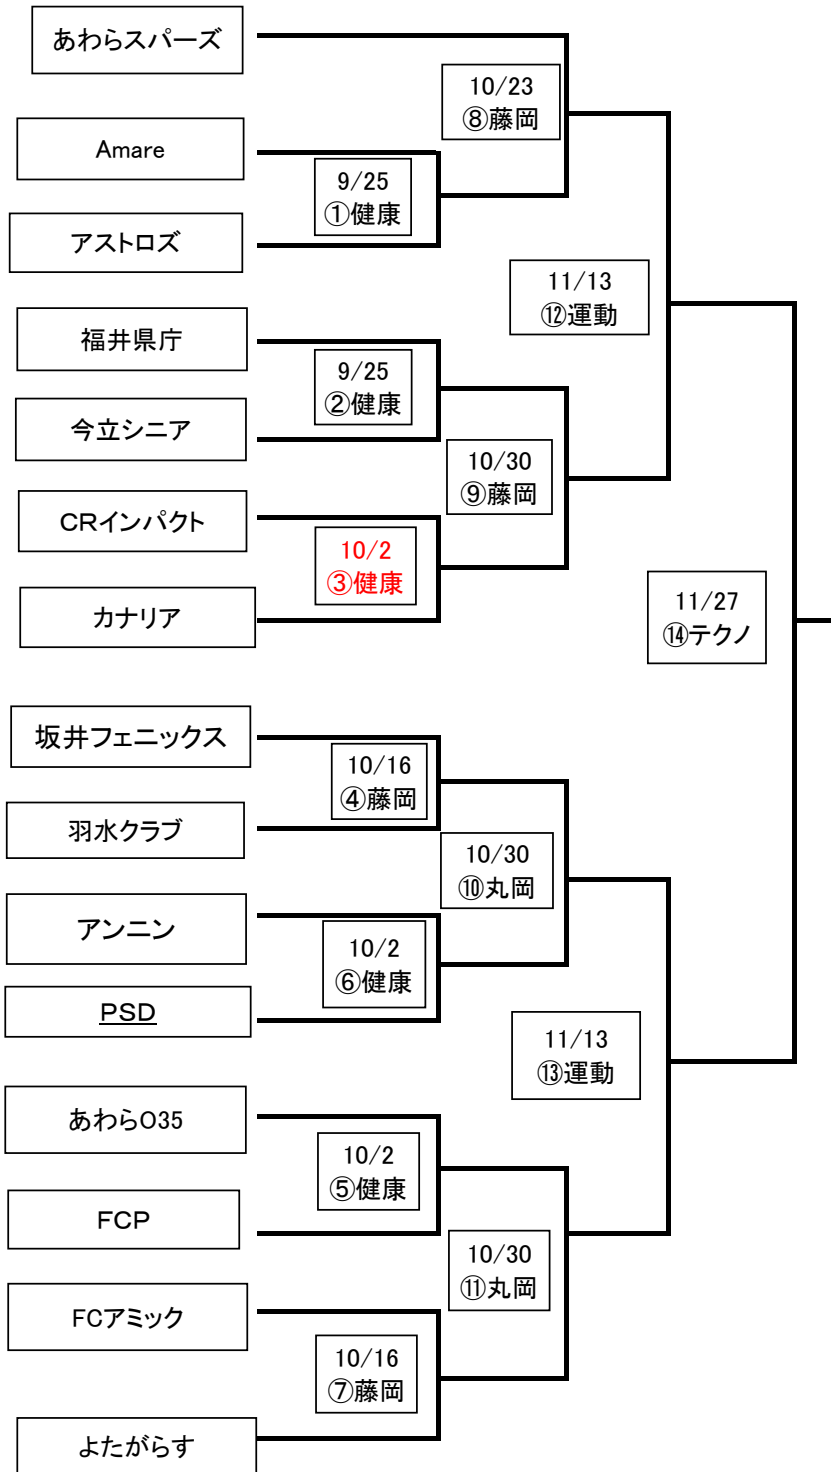 あわらスパーズ
10/23
⑧藤岡
Amare
9/25
①健康
アストロズ
11/13
⑫運動
福井県庁
9/25
②健康
今立シニア
10/30
⑨藤岡
CRインパクト
10/2
③健康
カナリア
11/27
⑭テクノ
坂井フェニックス
10/16
④藤岡
羽水クラブ
10/30
⑩丸岡
アンニン
10/2
⑥健康
PSD
11/13
⑬運動
あわらO35
10/2
⑤健康
FCP
10/30
⑪丸岡
FCアミック
10/16
⑦藤岡
よたがらす